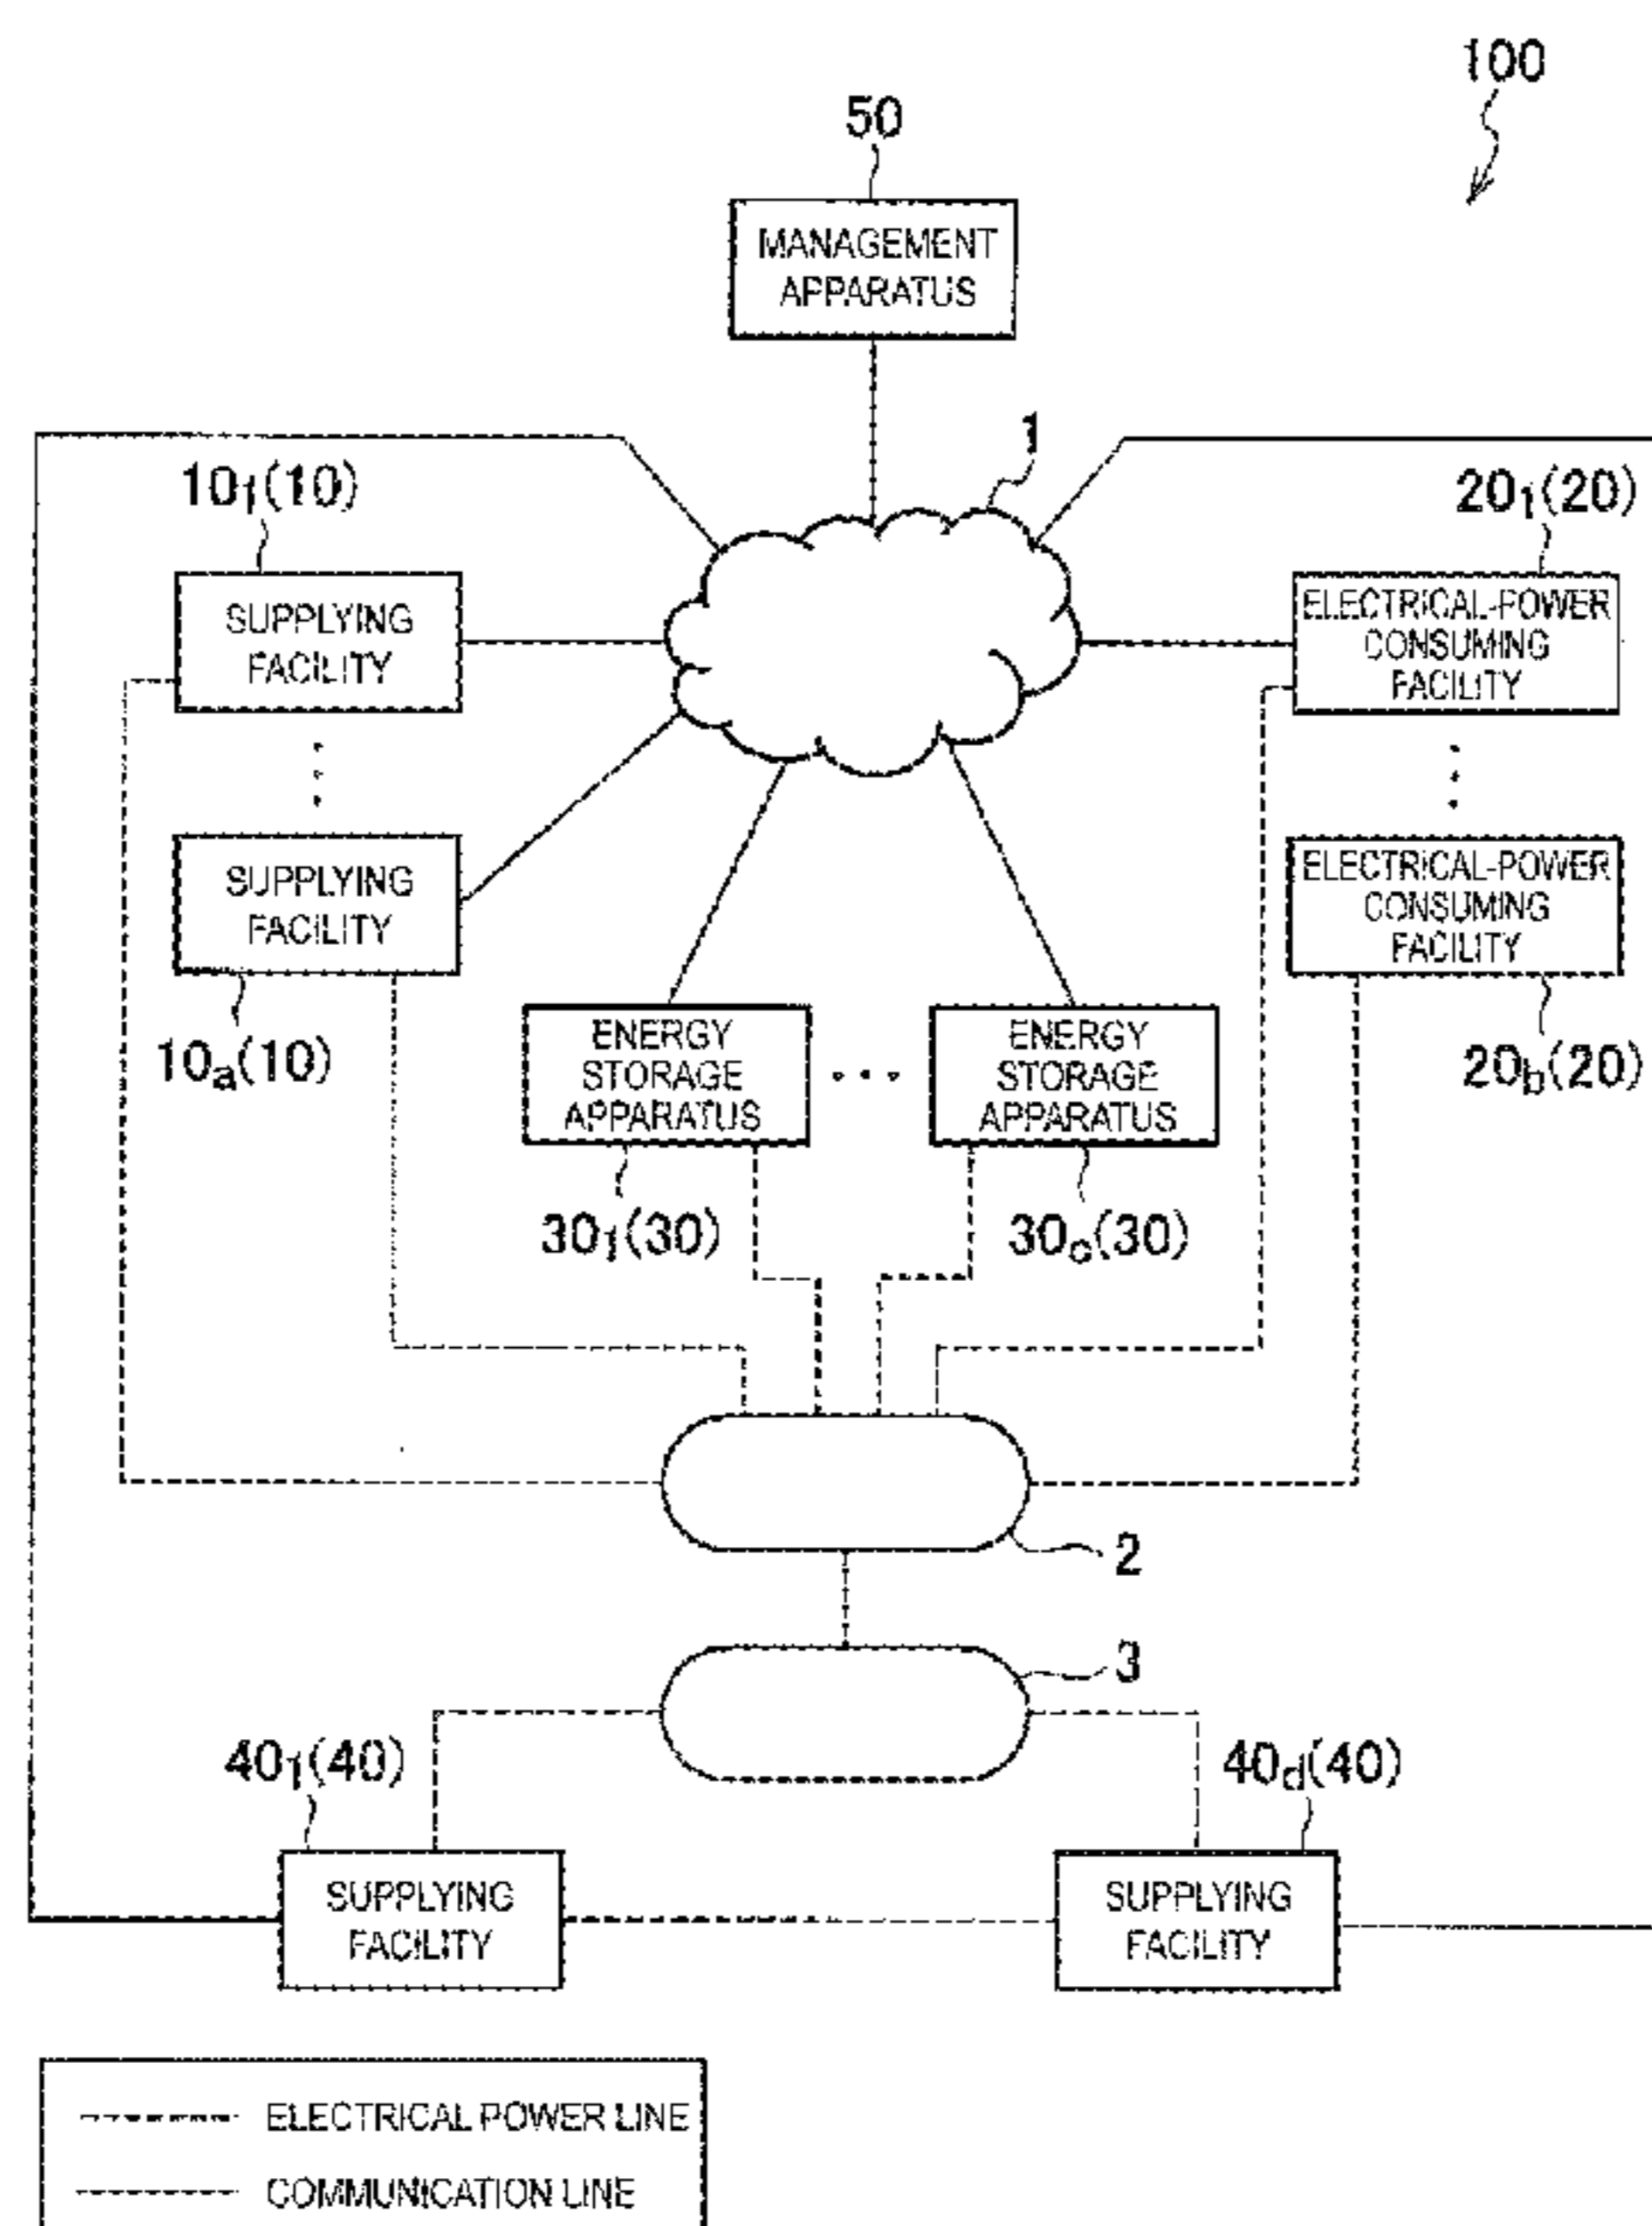 100
50
MANAGEMENT
APPARATUS
1
10₁(10)
20₁(20)
SUPPLYING
FACILITY
ELECTRICAL-POWER
CONSUMING
FACILITY
SUPPLYING
FACILITY
ELECTRICAL-POWER
CONSUMING
FACILITY
10ₐ(10)
ENERGY
STORAGE
APPARATUS
ENERGY
STORAGE
APPARATUS
20b(20)
30₁(30)
30c(30)
2
3
40₁(40)
40d(40)
SUPPLYING
FACILITY
SUPPLYING
FACILITY
ELECTRICAL POWER LINE
COMMUNICATION LINE